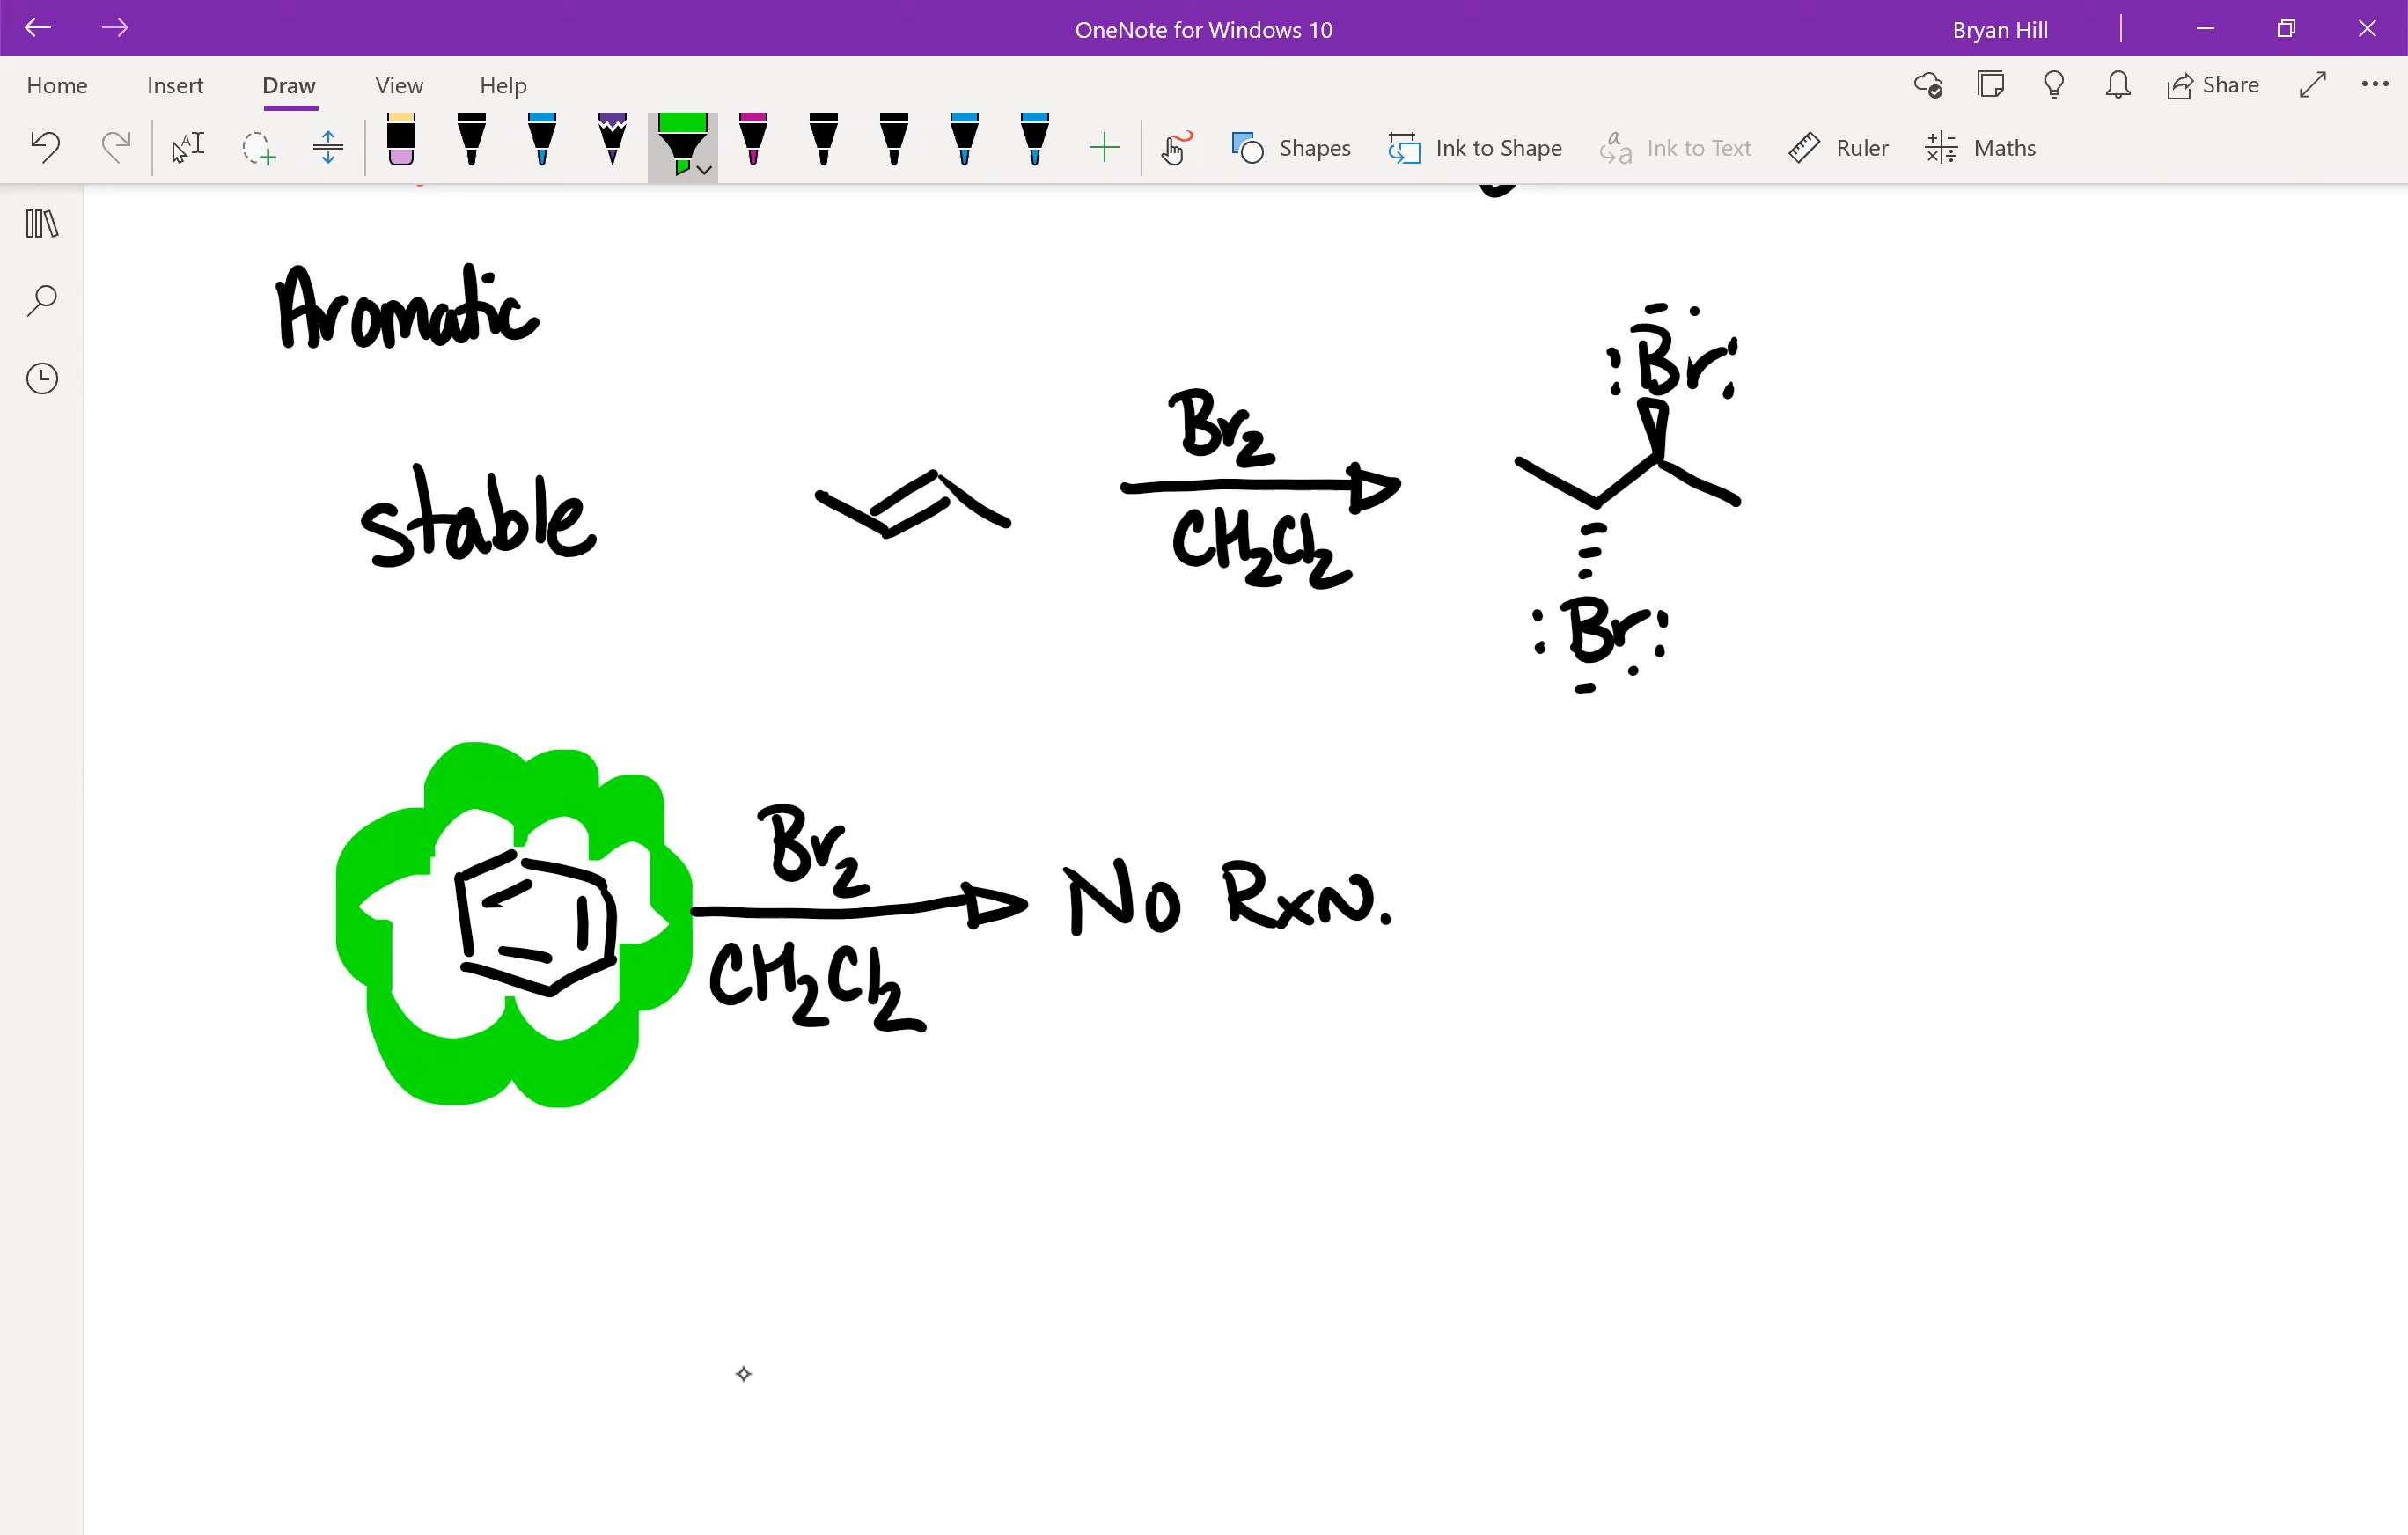 OneNote for Windows 10 Bryan Hill
Home Insert Draw View Help Share
Shapes Ink to Shape Ink to Text Ruler Maths
Aromatic
:Br:
Br2
stable
CH2Cl2
:Br:
Br2
No Rxn.
CH2Cl2